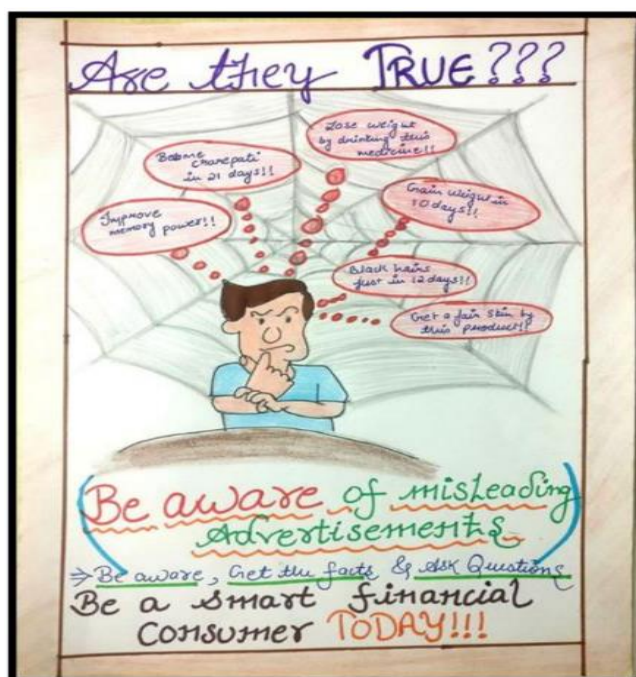 Are they TRUE???
Lose weight
by drinking this
medicine!!
Become
crorepati
in 21 days!!
Gain weight in
10 days!!
Improve
memory power!!
Black hairs
just in 12 days!!
Get a fair skin by
this product!!
Be aware of misleading
Advertisements
⇒ Be aware, Get the facts & Ask Questions
Be a smart financial
Consumer TODAY!!!